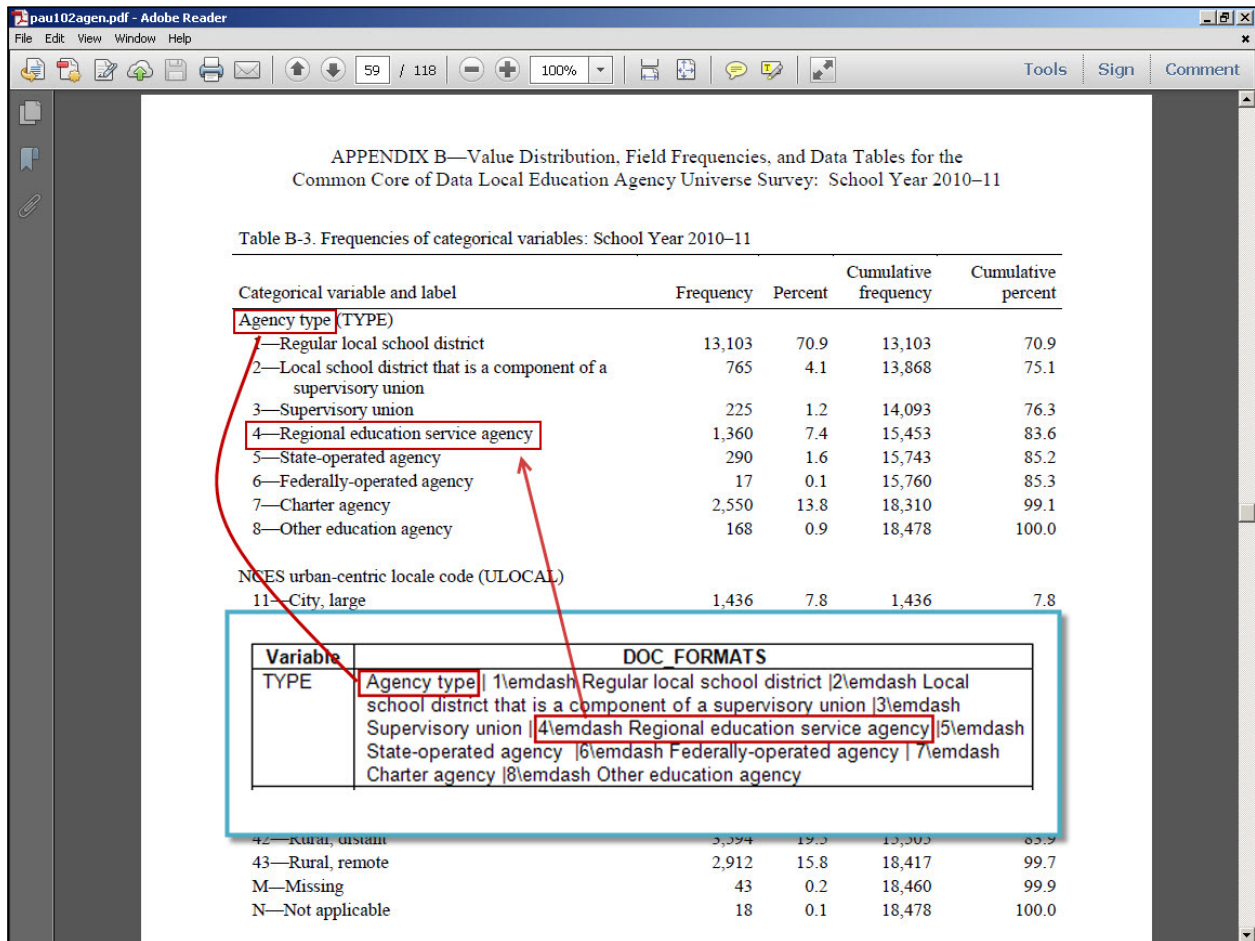 pau102agen.pdf - Adobe Reader
File Edit View Window Help
59 / 118 100% Tools Sign Comment
APPENDIX B—Value Distribution, Field Frequencies, and Data Tables for the
Common Core of Data Local Education Agency Universe Survey: School Year 2010–11
Table B-3. Frequencies of categorical variables: School Year 2010–11
Cumulative Cumulative
Categorical variable and label Frequency Percent frequency percent
Agency type (TYPE)
1—Regular local school district 13,103 70.9 13,103 70.9
2—Local school district that is a component of a 765 4.1 13,868 75.1
supervisory union
3—Supervisory union 225 1.2 14,093 76.3
4—Regional education service agency 1,360 7.4 15,453 83.6
5—State-operated agency 290 1.6 15,743 85.2
6—Federally-operated agency 17 0.1 15,760 85.3
7—Charter agency 2,550 13.8 18,310 99.1
8—Other education agency 168 0.9 18,478 100.0
NCES urban-centric locale code (ULOCAL)
11—City, large 1,436 7.8 1,436 7.8
Variable DOC_FORMATS
TYPE Agency type | 1\emdash Regular local school district |2\emdash Local
school district that is a component of a supervisory union |3\emdash
Supervisory union |4\emdash Regional education service agency |5\emdash
State-operated agency |6\emdash Federally-operated agency | 7\emdash
Charter agency |8\emdash Other education agency
42—Rural, distant 3,594 19.5 15,505 83.9
43—Rural, remote 2,912 15.8 18,417 99.7
M—Missing 43 0.2 18,460 99.9
N—Not applicable 18 0.1 18,478 100.0